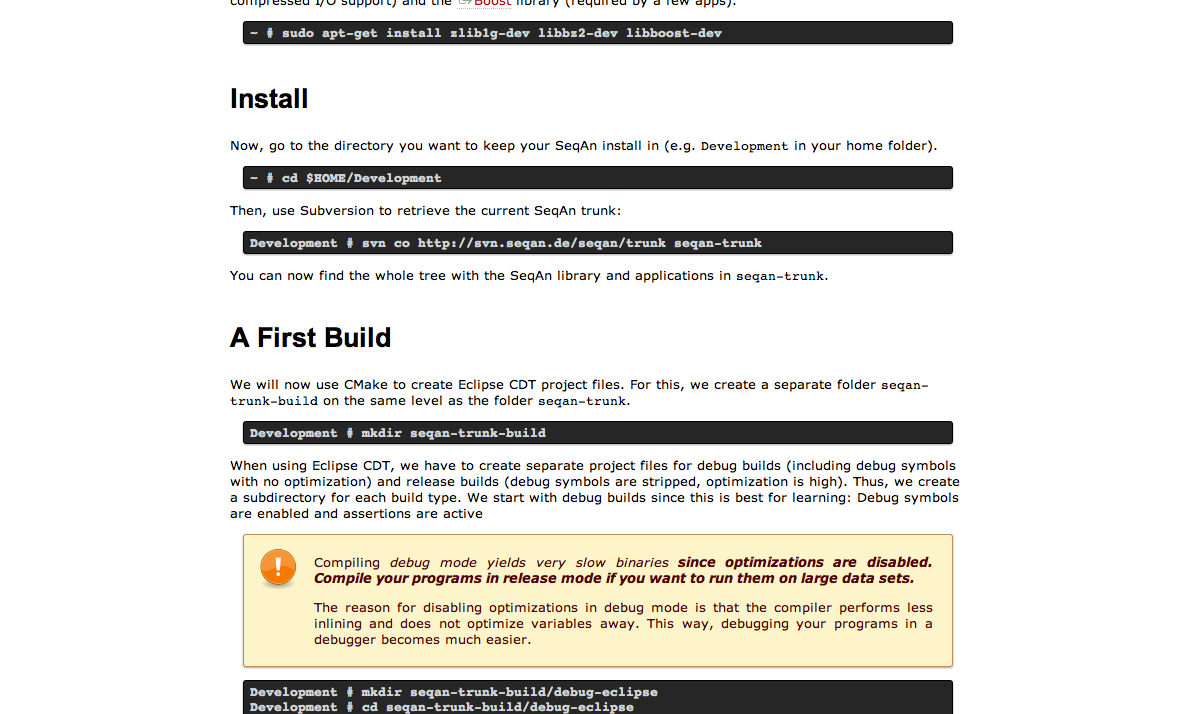 compressed I/O support) and the Boost library (required by a few apps).
~ # sudo apt-get install zlib1g-dev libbz2-dev libboost-dev
Install
Now, go to the directory you want to keep your SeqAn install in (e.g. Development in your home folder).
~ # cd $HOME/Development
Then, use Subversion to retrieve the current SeqAn trunk:
Development # svn co http://svn.seqan.de/seqan/trunk seqan-trunk
You can now find the whole tree with the SeqAn library and applications in seqan-trunk.
A First Build
We will now use CMake to create Eclipse CDT project files. For this, we create a separate folder seqan-
trunk-build on the same level as the folder seqan-trunk.
Development # mkdir seqan-trunk-build
When using Eclipse CDT, we have to create separate project files for debug builds (including debug symbols
with no optimization) and release builds (debug symbols are stripped, optimization is high). Thus, we create
a subdirectory for each build type. We start with debug builds since this is best for learning: Debug symbols
are enabled and assertions are active
Compiling debug mode yields very slow binaries since optimizations are disabled.
Compile your programs in release mode if you want to run them on large data sets.
The reason for disabling optimizations in debug mode is that the compiler performs less
inlining and does not optimize variables away. This way, debugging your programs in a
debugger becomes much easier.
Development # mkdir seqan-trunk-build/debug-eclipse
Development # cd seqan-trunk-build/debug-eclipse